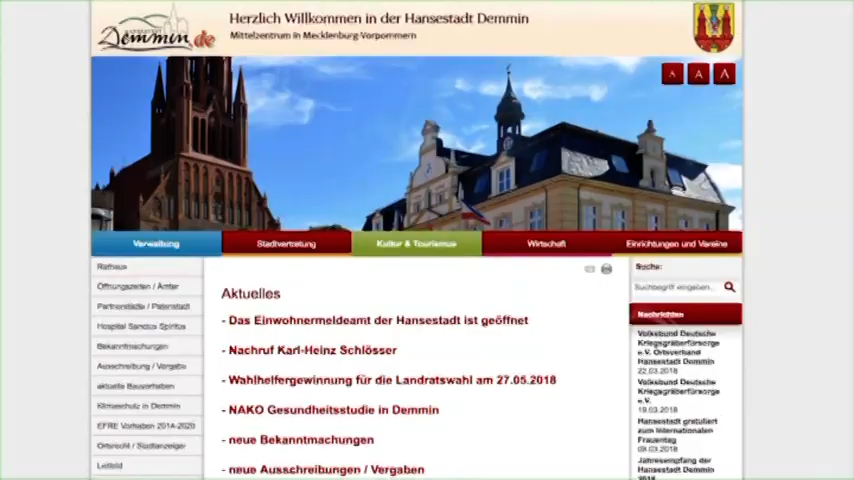 HANSESTADT
Demmin.de
Herzlich Willkommen in der Hansestadt Demmin
Mittelzentrum in Mecklenburg-Vorpommern
A A A
Verwaltung Stadtvertretung Kultur & Tourismus Wirtschaft Einrichtungen und Vereine
Rathaus
Öffnungszeiten / Ämter
Partnerstädte / Patenstadt
Hospital Sanctus Spiritus
Bekanntmachungen
Ausschreibung / Vergabe
aktuelle Bauvorhaben
Klimaschutz in Demmin
EFRE Vorhaben 2014-2020
Ortsrecht / Stadtanzeiger
Leitbild
Aktuelles
- Das Einwohnermeldeamt der Hansestadt ist geöffnet
- Nachruf Karl-Heinz Schlösser
- Wahlhelfergewinnung für die Landratswahl am 27.05.2018
- NAKO Gesundheitsstudie in Demmin
- neue Bekanntmachungen
- neue Ausschreibungen / Vergaben
Suche:
Suchbegriff eingeben...
Nachrichten
Volksbund Deutsche
Kriegsgräberfürsorge
e.V. Ortsverband
Hansestadt Demmin
22.03.2018
Volksbund Deutsche
Kriegsgräberfürsorge
e.V.
19.03.2018
Hansestadt gratuliert
zum Internationalen
Frauentag
08.03.2018
Jahresempfang der
Hansestadt Demmin
2018